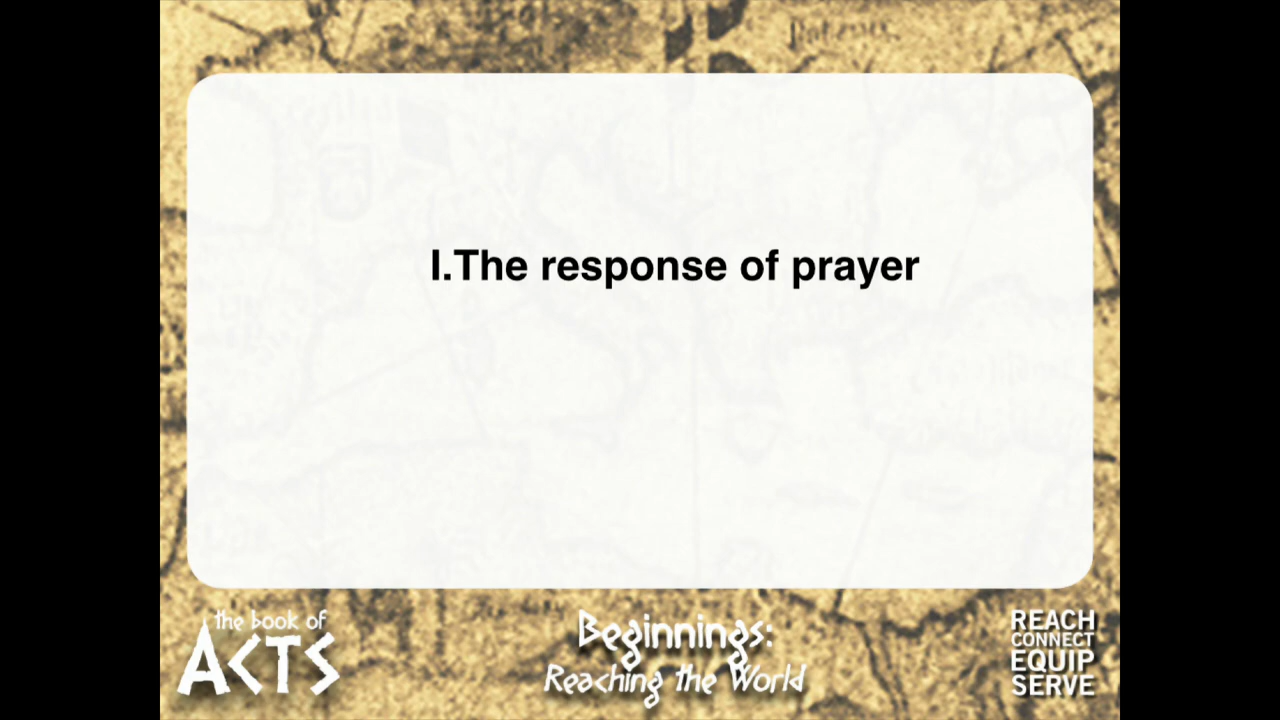 I.The response of prayer
the book of
ACTS
Beginnings:
Reaching the World
REACH
CONNECT
EQUIP
SERVE